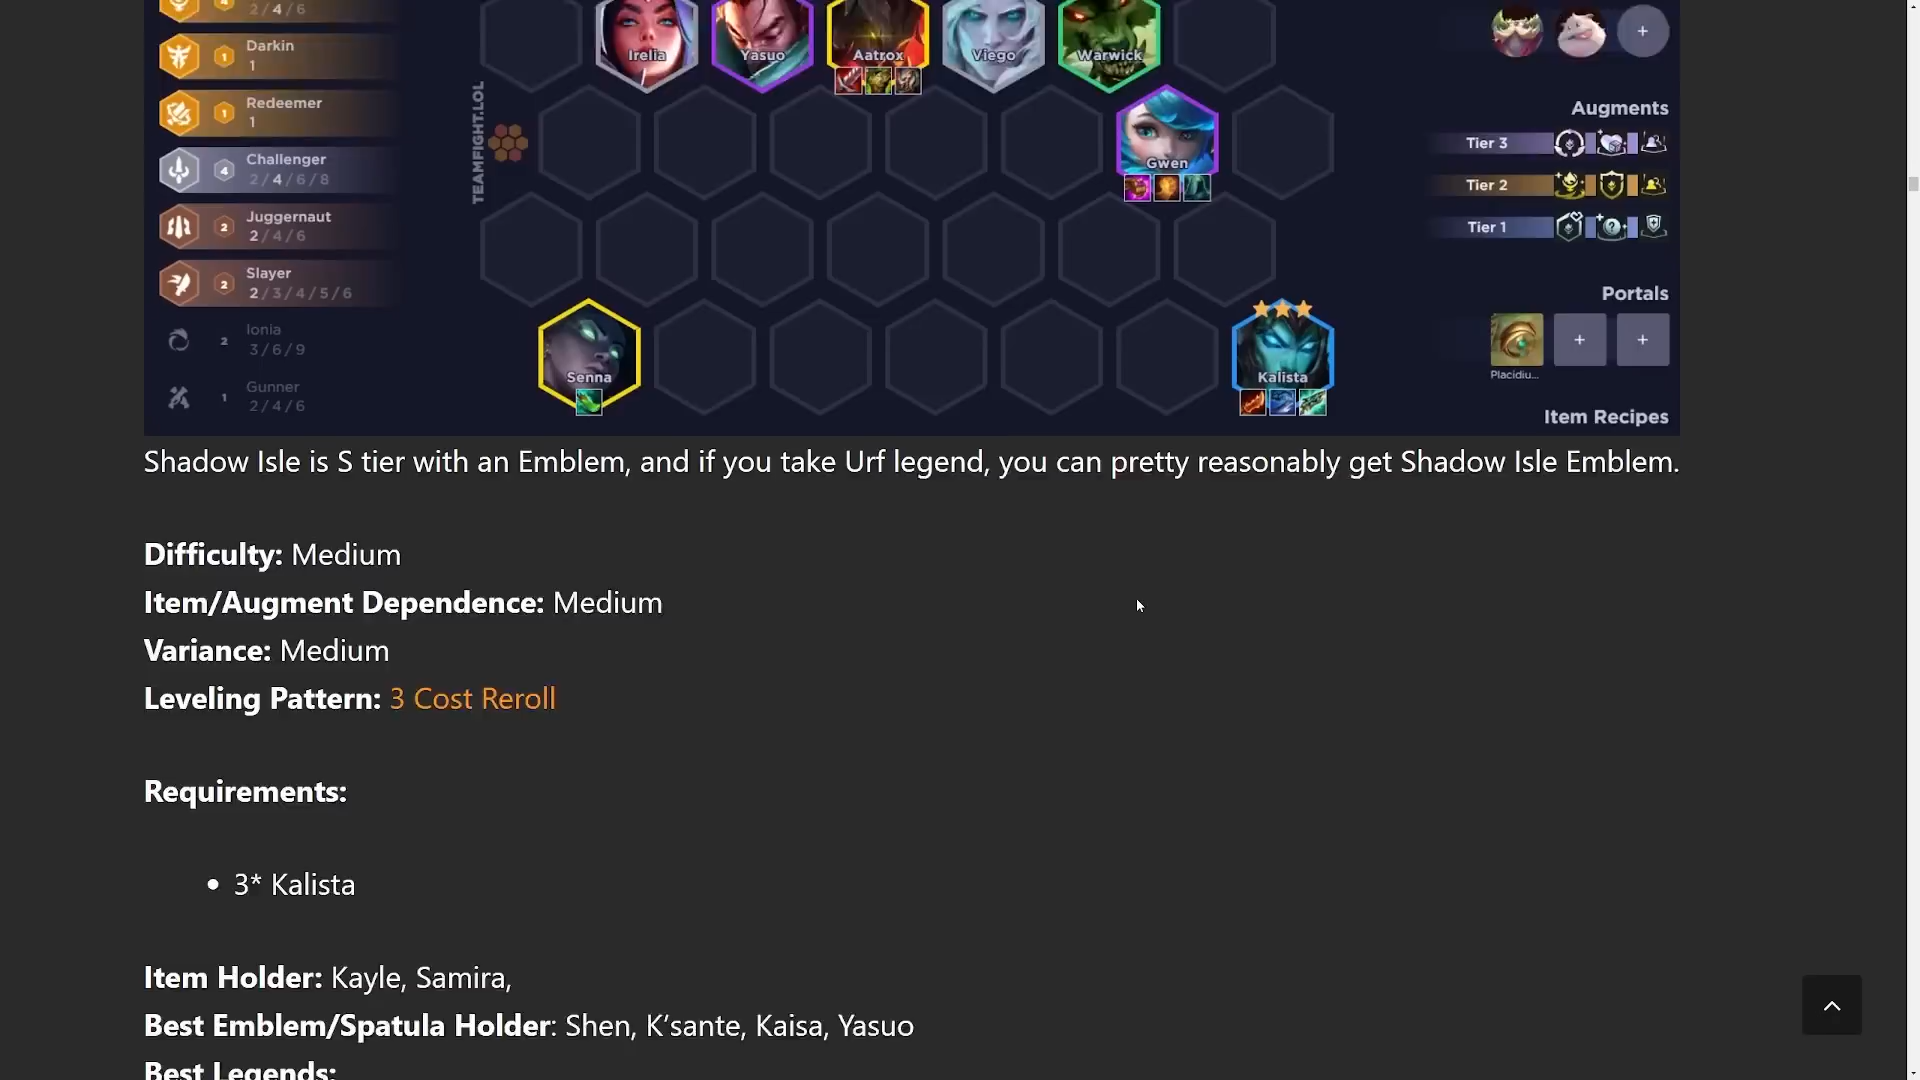 2/4/6
Darkin
1
1
Redeemer
1
1
Challenger
4
2/4/6/8
Juggernaut
2
2/4/6
Slayer
2
2/3/4/5/6
Ionia
2
3/6/9
Gunner
1
2/4/6
TEAMFIGHT.LOL
Irelia
Yasuo
Aatrox
Viego
Warwick
Gwen
Senna
Kalista
+
Augments
Tier 3
Tier 2
Tier 1
Portals
+
+
Placidiu...
Item Recipes
Shadow Isle is S tier with an Emblem, and if you take Urf legend, you can pretty reasonably get Shadow Isle Emblem.
Difficulty: Medium
Item/Augment Dependence: Medium
Variance: Medium
Leveling Pattern: 3 Cost Reroll
Requirements:
• 3* Kalista
Item Holder: Kayle, Samira,
Best Emblem/Spatula Holder: Shen, K’sante, Kaisa, Yasuo
Best Legends: